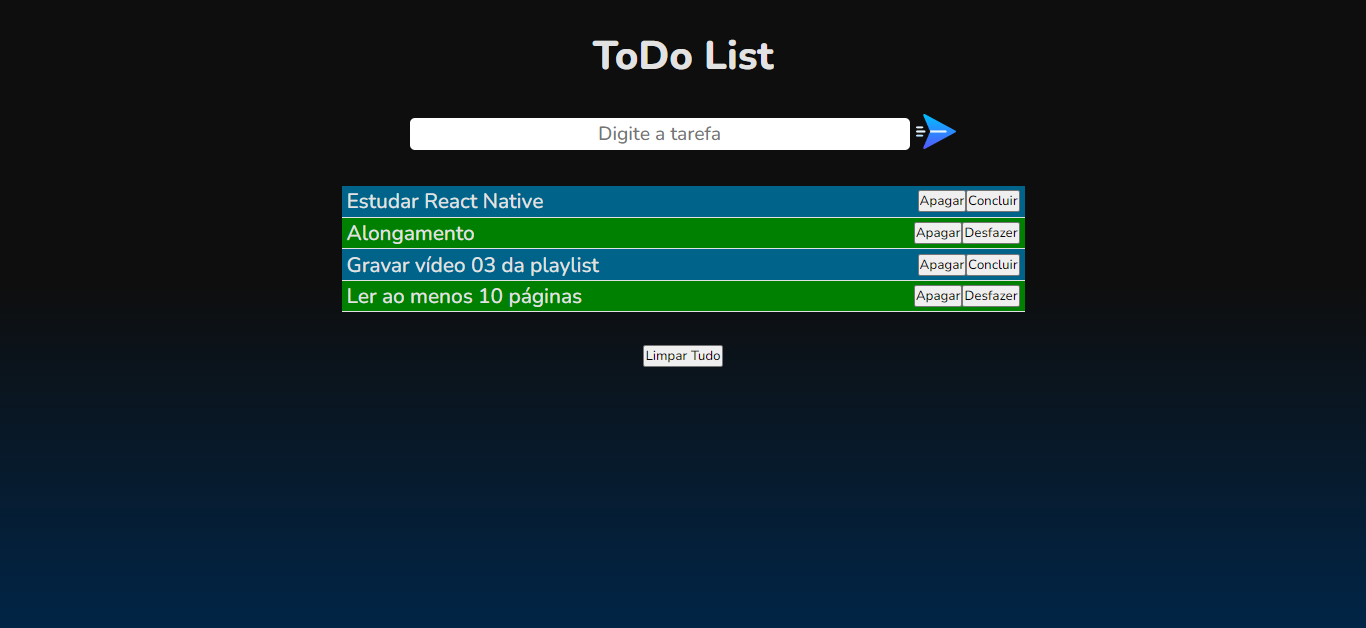 ToDo List
Digite a tarefa
Estudar React Native Apagar Concluir
Alongamento Apagar Desfazer
Gravar vídeo 03 da playlist Apagar Concluir
Ler ao menos 10 páginas Apagar Desfazer
Limpar Tudo